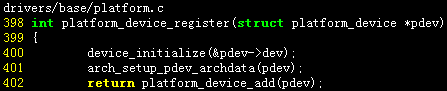 drivers/base/platform.c
398 int platform_device_register(struct platform_device *pdev)
399 {
400     device_initialize(&pdev->dev);
401     arch_setup_pdev_archdata(pdev);
402     return platform_device_add(pdev);